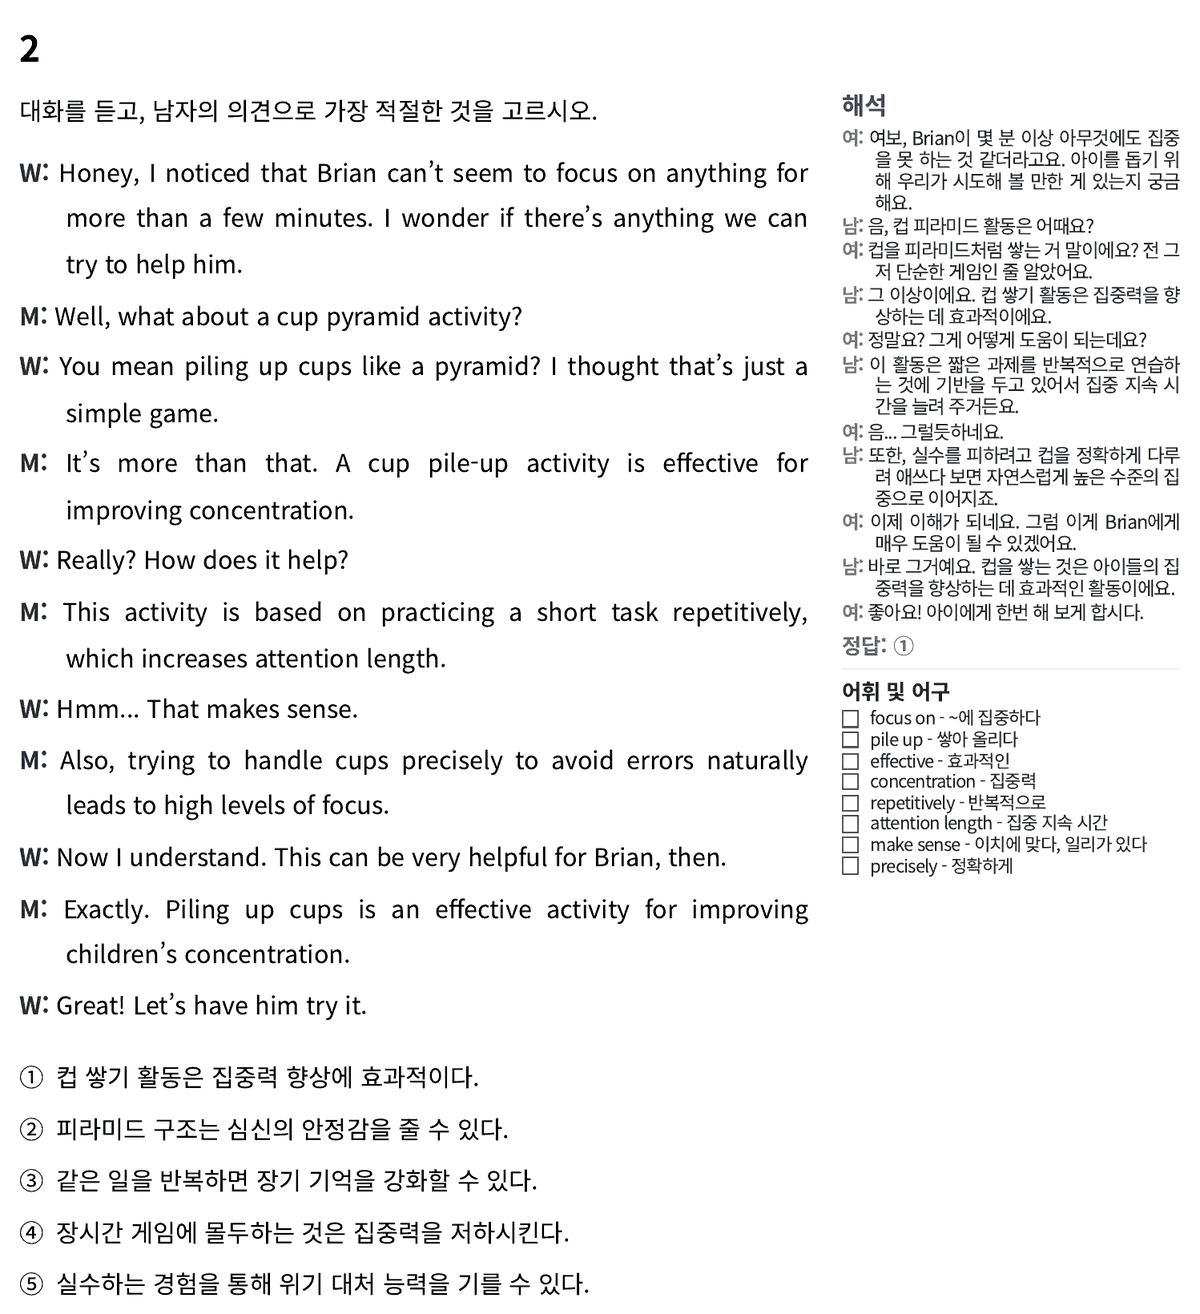 2
대화를 듣고, 남자의 의견으로 가장 적절한 것을 고르시오.
W: Honey, I noticed that Brian can’t seem to focus on anything for
more than a few minutes. I wonder if there’s anything we can
try to help him.
M: Well, what about a cup pyramid activity?
W: You mean piling up cups like a pyramid? I thought that’s just a
simple game.
M: It’s more than that. A cup pile-up activity is effective for
improving concentration.
W: Really? How does it help?
M: This activity is based on practicing a short task repetitively,
which increases attention length.
W: Hmm... That makes sense.
M: Also, trying to handle cups precisely to avoid errors naturally
leads to high levels of focus.
W: Now I understand. This can be very helpful for Brian, then.
M: Exactly. Piling up cups is an effective activity for improving
children’s concentration.
W: Great! Let’s have him try it.
① 컵 쌓기 활동은 집중력 향상에 효과적이다.
② 피라미드 구조는 심신의 안정감을 줄 수 있다.
③ 같은 일을 반복하면 장기 기억을 강화할 수 있다.
④ 장시간 게임에 몰두하는 것은 집중력을 저하시킨다.
⑤ 실수하는 경험을 통해 위기 대처 능력을 기를 수 있다.
해석
여: 여보, Brian이 몇 분 이상 아무것에도 집중
을 못 하는 것 같더라고요. 아이를 돕기 위
해 우리가 시도해 볼 만한 게 있는지 궁금
해요.
남: 음, 컵 피라미드 활동은 어때요?
여: 컵을 피라미드처럼 쌓는 거 말이에요? 전 그
저 단순한 게임인 줄 알았어요.
남: 그 이상이에요. 컵 쌓기 활동은 집중력을 향
상하는 데 효과적이에요.
여: 정말요? 그게 어떻게 도움이 되는데요?
남: 이 활동은 짧은 과제를 반복적으로 연습하
는 것에 기반을 두고 있어서 집중 지속 시
간을 늘려 주거든요.
여: 음... 그럴듯하네요.
남: 또한, 실수를 피하려고 컵을 정확하게 다루
려 애쓰다 보면 자연스럽게 높은 수준의 집
중으로 이어지죠.
여: 이제 이해가 되네요. 그럼 이게 Brian에게
매우 도움이 될 수 있겠어요.
남: 바로 그거예요. 컵을 쌓는 것은 아이들의 집
중력을 향상하는 데 효과적인 활동이에요.
여: 좋아요! 아이에게 한번 해 보게 합시다.
정답: ①
어휘 및 어구
□ focus on - ~에 집중하다
□ pile up - 쌓아 올리다
□ effective - 효과적인
□ concentration - 집중력
□ repetitively - 반복적으로
□ attention length - 집중 지속 시간
□ make sense - 이치에 맞다, 일리가 있다
□ precisely - 정확하게